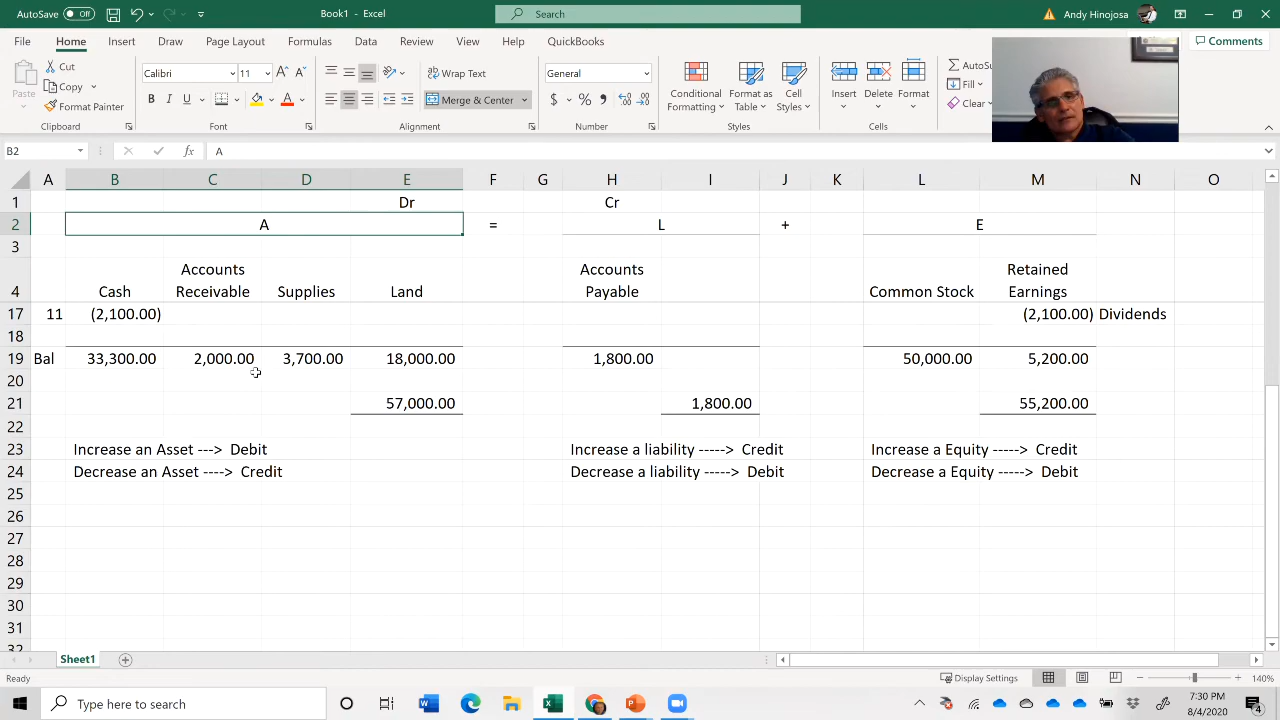 AutoSave Off
Book1 - Excel
Search
Andy Hinojosa
File Home Insert Draw Page Layout Formulas Data Review View Help QuickBooks
Comments
Paste
Cut
Copy
Format Painter
Clipboard
Calibri 11
B I U
Font
Wrap Text
Merge & Center
Alignment
General
$ % ,
Number
Conditional Formatting
Format as Table
Cell Styles
Styles
Insert Delete Format
Cells
AutoSu
Fill
Clear
B2 fx A
A B C D E F G H I J K L M N O
1 Dr Cr
2 A = L + E
3
Accounts Accounts Retained
4 Cash Receivable Supplies Land Payable Common Stock Earnings
17 11 (2,100.00) (2,100.00) Dividends
18
19 Bal 33,300.00 2,000.00 3,700.00 18,000.00 1,800.00 50,000.00 5,200.00
20
21 57,000.00 1,800.00 55,200.00
22
23 Increase an Asset ---> Debit Increase a liability -----> Credit Increase a Equity -----> Credit
24 Decrease an Asset ----> Credit Decrease a liability -----> Debit Decrease a Equity -----> Debit
25
26
27
28
29
30
31
32
Sheet1
Ready
Display Settings
140%
Type here to search
7:30 PM
8/4/2020
4